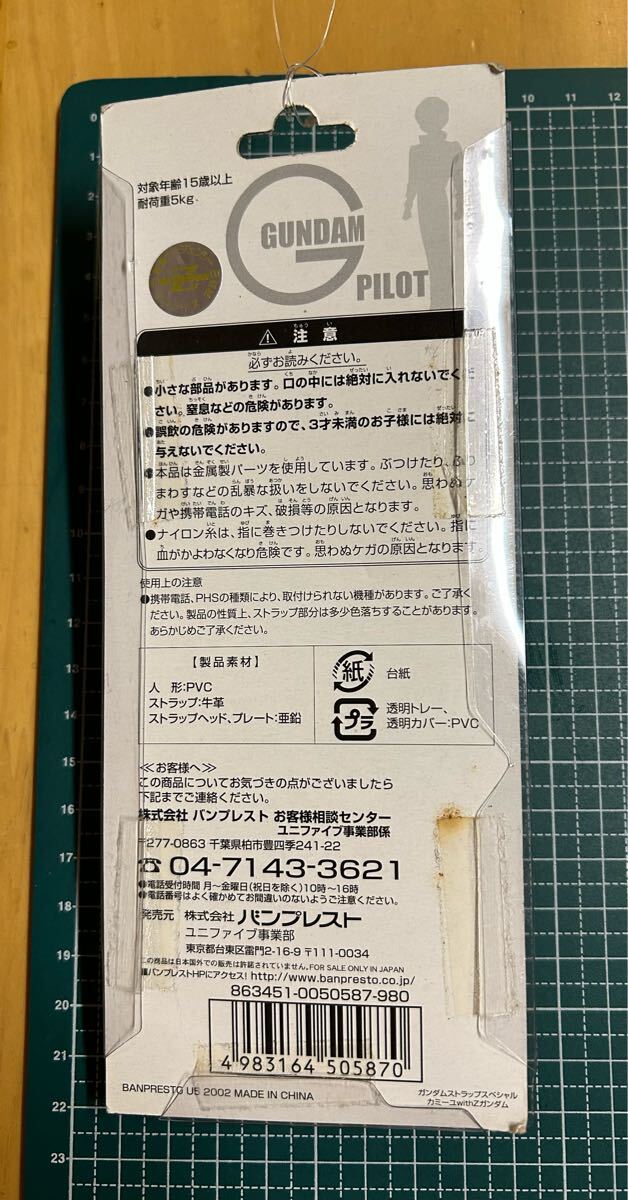 対象年齢15歳以上
耐荷重5kg
GUNDAM
PILOT
注意
必ずお読みください。
●小さな部品があります。口の中には絶対に入れないでくだ
さい。窒息などの危険があります。
●誤飲の危険がありますので、3才未満のお子様には絶対に
与えないでください。
●本品は金属製パーツを使用しています。ぶつけたり、ふり
まわすなどの乱暴な扱いをしないでください。思わぬケ
ガや携帯電話のキズ、破損等の原因となります。
●ナイロン糸は、指に巻きつけたりしないでください。指に
血がかよわなくなり危険です。思わぬケガの原因となります。
使用上の注意
●携帯電話、PHSの種類により、取付けられない機種があります。ご了承く
ださい。製品の性質上、ストラップ部分は多少色落ちすることがあります。
あらかじめご了承ください。
【製品素材】
人 形:PVC
ストラップ:牛革
ストラップヘッド、プレート:亜鉛
紙 台紙
プラ 透明トレー、
透明カバー:PVC
≪お客様へ≫
この商品についてお気づきの点がございましたら
下記までご連絡ください。
株式会社 バンプレスト お客様相談センター
ユニファイブ事業部係
〒277-0863 千葉県柏市豊四季241-22
☎04-7143-3621
●電話受付時間 月〜金曜日(祝日を除く)10時〜16時
●電話番号はよく確かめてお間違いのないようご注意ください。
発売元 株式会社 バンプレスト
ユニファイブ事業部
東京都台東区雷門2-16-9 〒111-0034
この商品は日本国外での販売は許諾されていません。FOR SALE ONLY IN JAPAN
■バンプレストHPにアクセス! http://www.banpresto.co.jp/
863451-0050587-980
4 983164 505870
BANPRESTO U5 2002 MADE IN CHINA
ガンダムストラップスペシャル
カミーユwithZガンダム
0
1
2
10
11
12
12
13
14
15
16
17
18
19
20
21
22
23